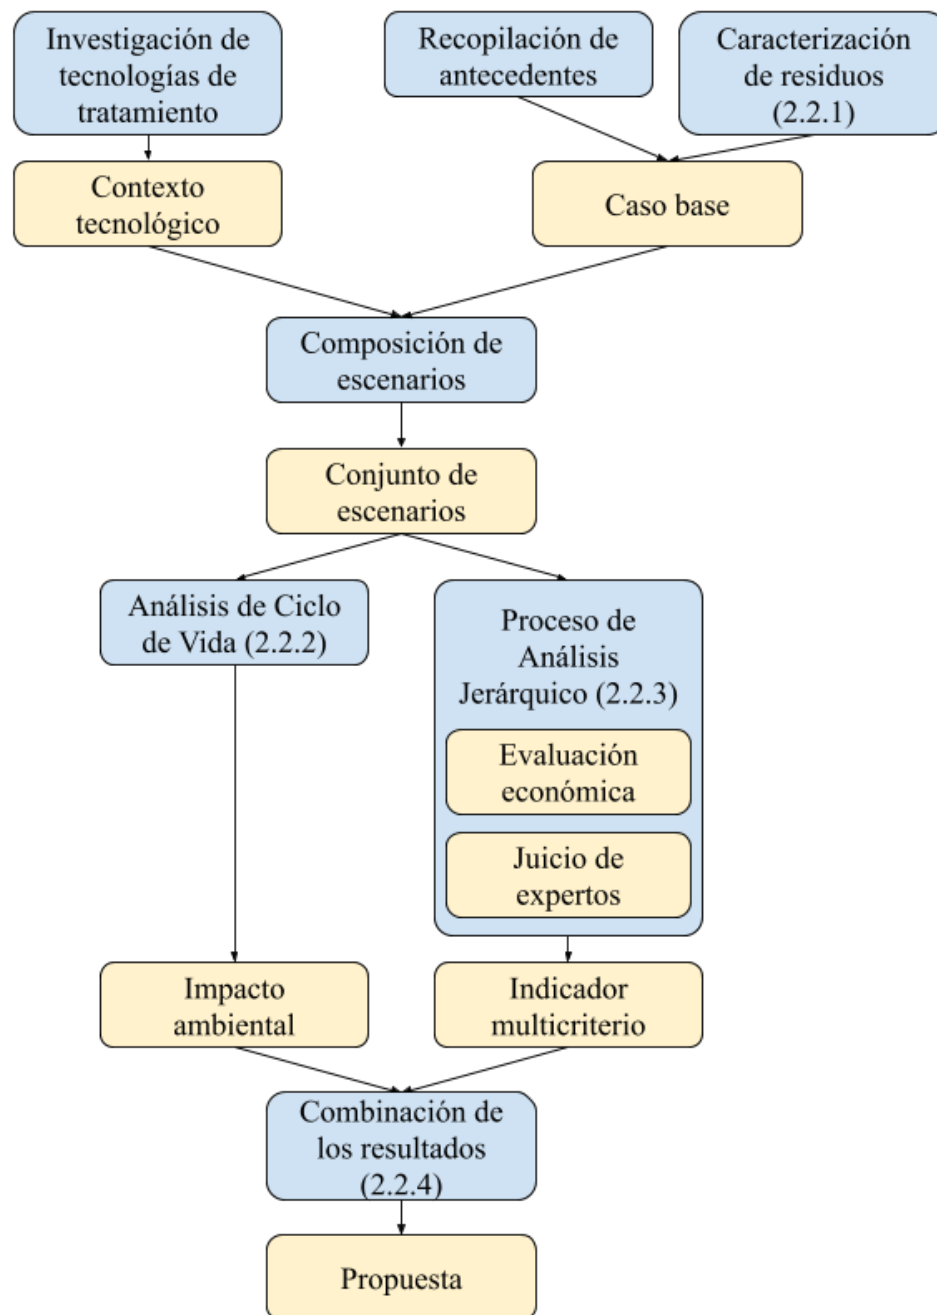 Investigación de
tecnologías de
tratamiento
Recopilación de
antecedentes
Caracterización
de residuos
(2.2.1)
Contexto
tecnológico
Caso base
Composición de
escenarios
Conjunto de
escenarios
Análisis de Ciclo
de Vida (2.2.2)
Proceso de
Análisis
Jerárquico (2.2.3)
Evaluación
económica
Juicio de
expertos
Impacto
ambiental
Indicador
multicriterio
Combinación de
los resultados
(2.2.4)
Propuesta